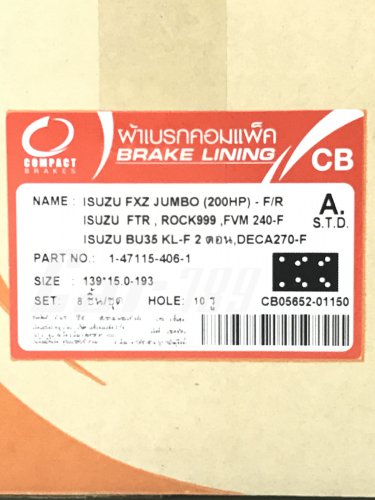 ผ้าเบรกคอมแพ็ค
COMPACT
BRAKES
BRAKE LINING
CB
NAME : ISUZU FXZ JUMBO (200HP) - F/R
ISUZU FTR , ROCK999 ,FVM 240-F
ISUZU BU35 KL-F 2 ตอน,DECA270-F
A.
S.T.D.
PART NO.: 1-47115-406-1
SIZE : 139*15.0-193
SET: 8 ชิ้น/ชุด HOLE: 10 รู
CB05652-01150